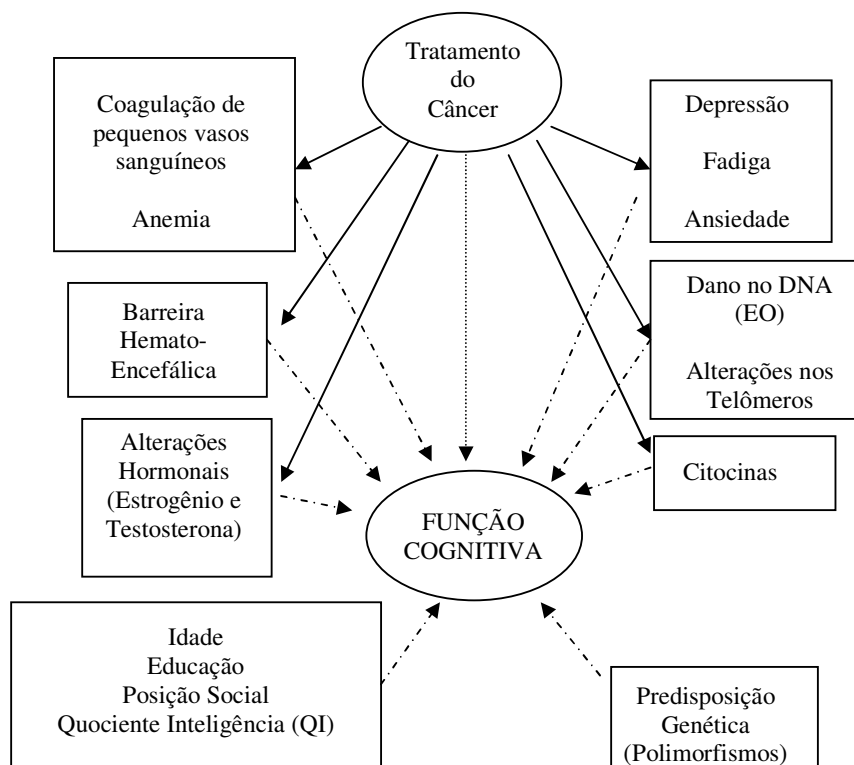 Tratamento
do
Câncer
Coagulação de
pequenos vasos
sanguíneos
Anemia
Depressão
Fadiga
Ansiedade
Barreira
Hemato-
Encefálica
Dano no DNA
(EO)
Alterações nos
Telômeros
Alterações
Hormonais
(Estrogênio e
Testosterona)
Citocinas
FUNÇÃO
COGNITIVA
Idade
Educação
Posição Social
Quociente Inteligência (QI)
Predisposição
Genética
(Polimorfismos)